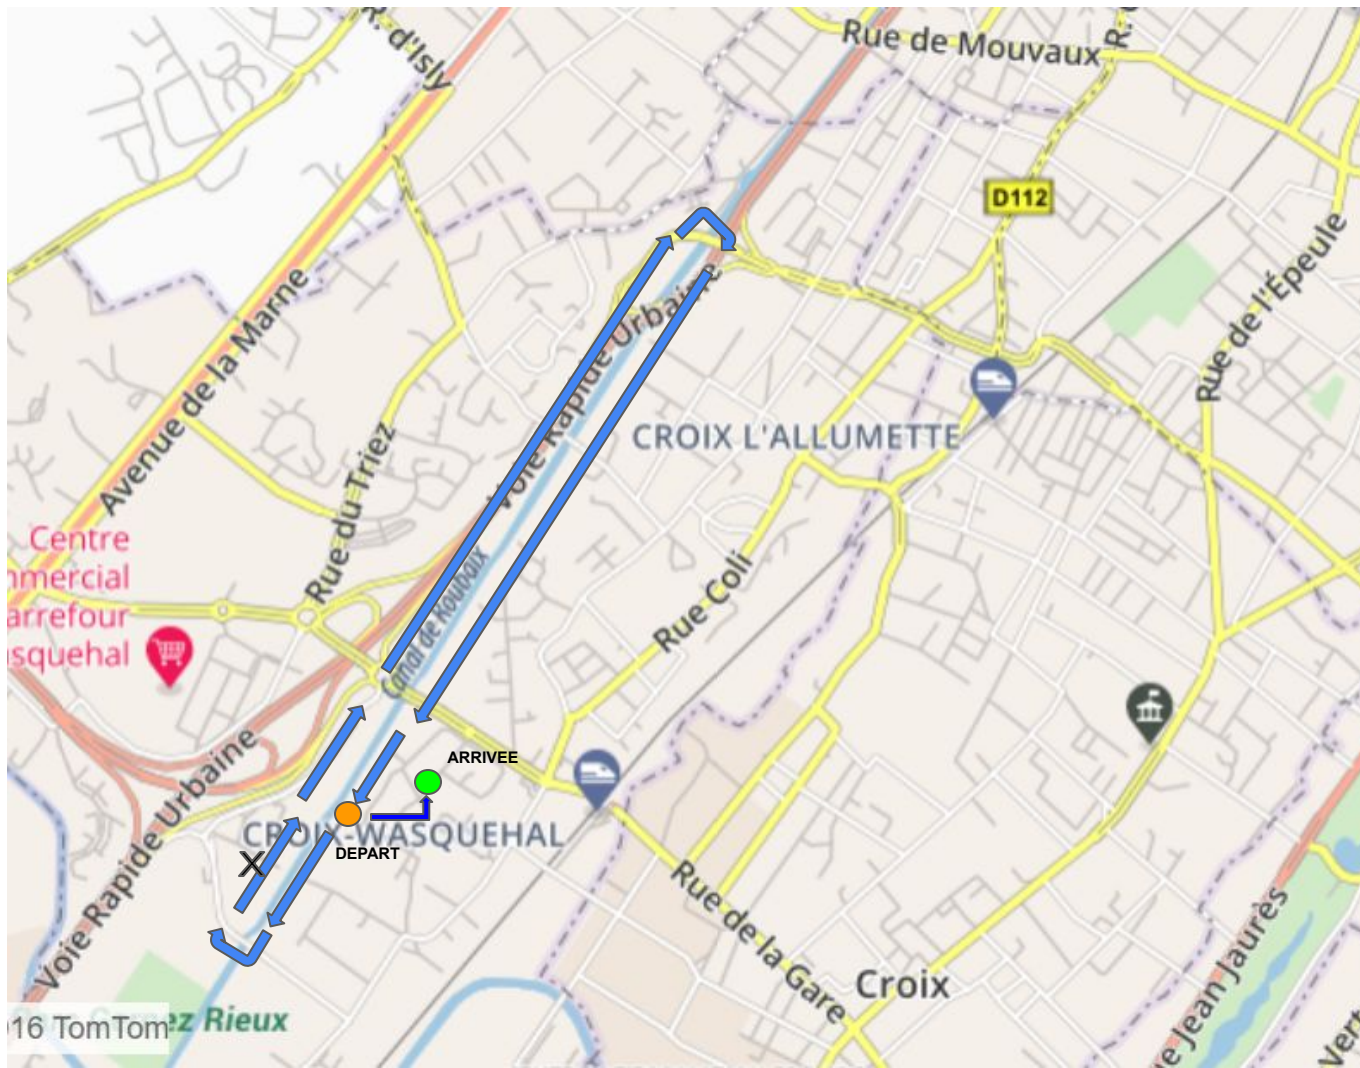 R. d'Isly
Rue de Mouvaux
D112
Avenue de la Marne
Voie Rapide Urbaine
Rue de l'Épeule
CROIX L'ALLUMETTE
Rue du Triez
Centre
mmercial
arrefour
squehal
Canal de Roubaix
Rue Coli
Voie Rapide Urbaine
ARRIVEE
CROIX-WASQUEHAL
DEPART
X
Rue de la Gare
Croix
e Jean Jaurès
16 TomTom
ez Rieux
Vert